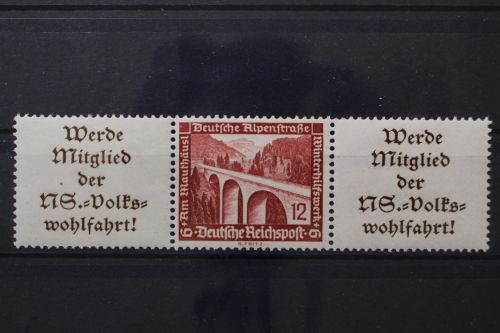 Werde
Mitglied
der
NS.-Volks-
wohlfahrt!
Deutsche Alpenstraße
6 + Am Mauthäusl
Winterhilfswerk + 6
12
Deutsche Reichspost
Werde
Mitglied
der
NS.-Volks-
wohlfahrt!